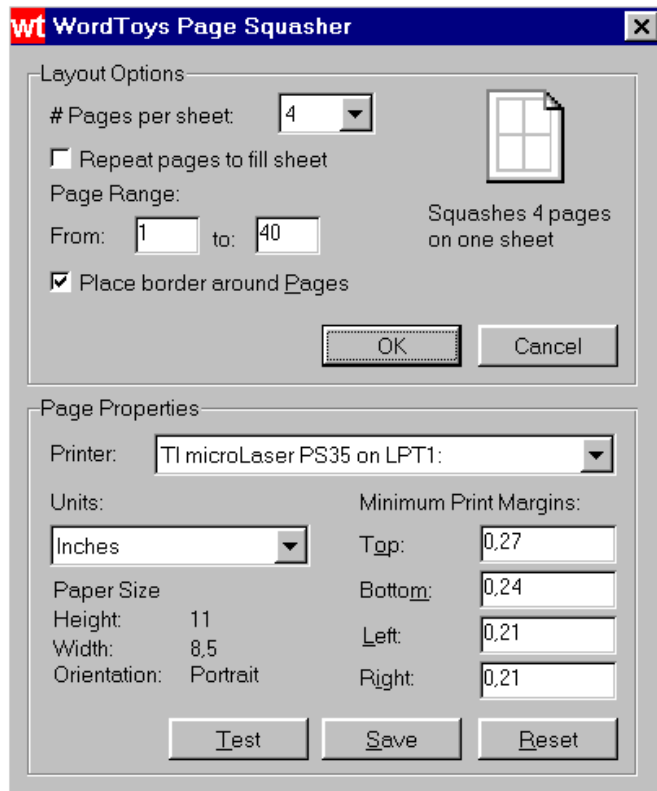 wt WordToys Page Squasher
Layout Options
# Pages per sheet: 4
Repeat pages to fill sheet
Page Range:
From: 1 to: 40
Squashes 4 pages
on one sheet
Place border around Pages
OK Cancel
Page Properties
Printer: TI microLaser PS35 on LPT1:
Units:
Inches
Paper Size
Height: 11
Width: 8,5
Orientation: Portrait
Minimum Print Margins:
Top: 0,27
Bottom: 0,24
Left: 0,21
Right: 0,21
Test Save Reset